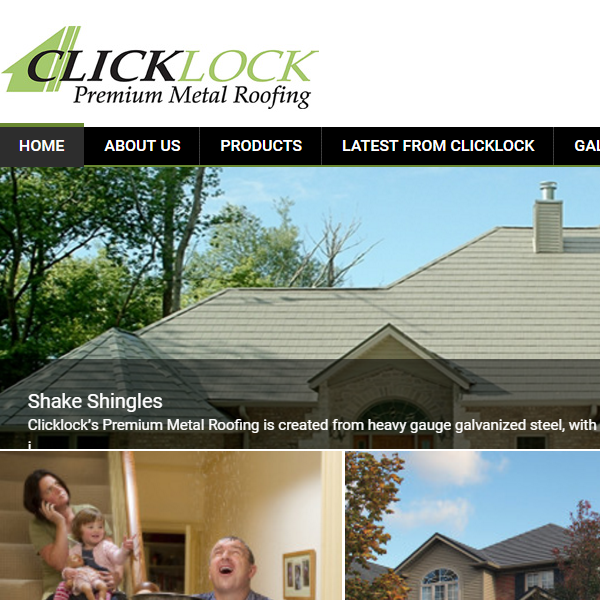 CLICKLOCK
Premium Metal Roofing
HOME ABOUT US PRODUCTS LATEST FROM CLICKLOCK GAL
Shake Shingles
Clicklock's Premium Metal Roofing is created from heavy gauge galvanized steel, with